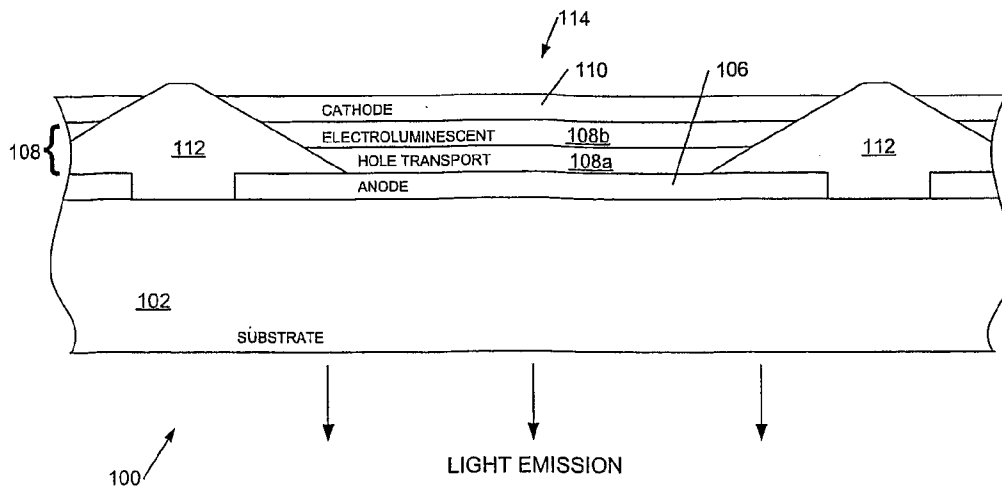 114
110
106
CATHODE
108 {
ELECTROLUMINESCENT 108b
112
HOLE TRANSPORT 108a
112
ANODE
102
SUBSTRATE
100
LIGHT EMISSION